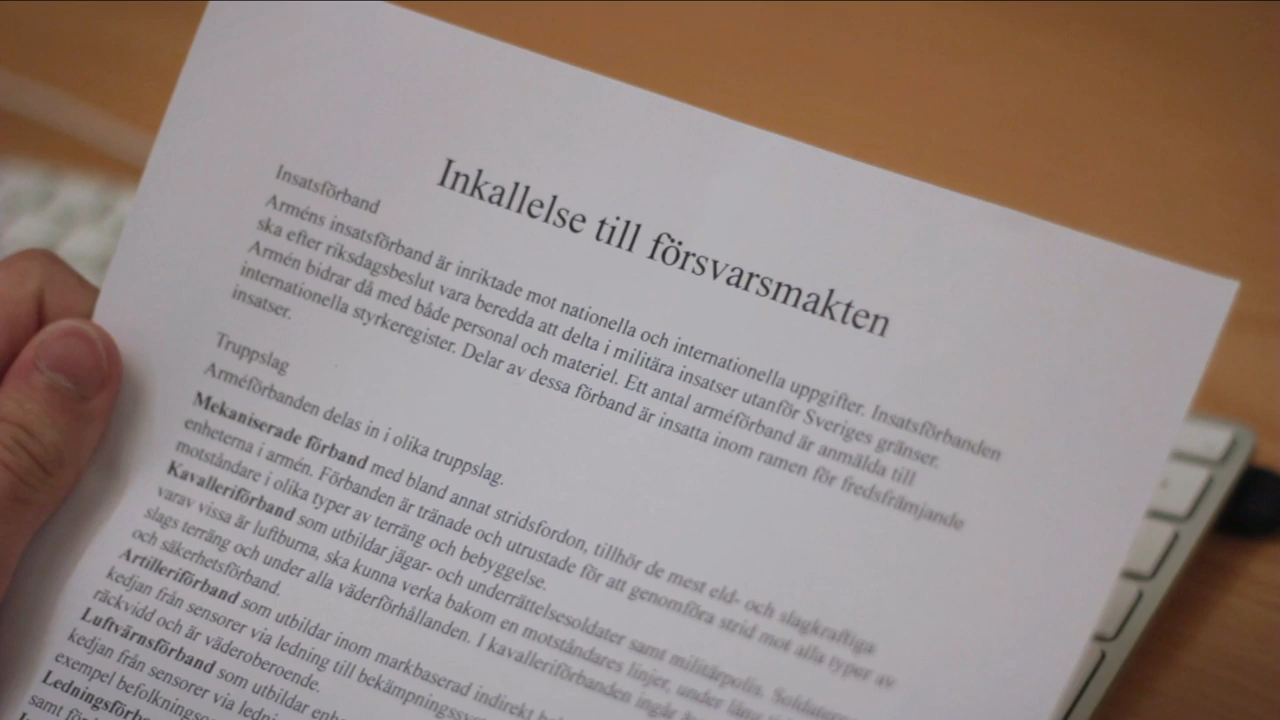 Inkallelse till försvarsmakten
Insatsförband
Arméns insatsförband är inriktade mot nationella och internationella uppgifter. Insatsförbanden
ska efter riksdagsbeslut vara beredda att delta i militära insatser utanför Sveriges gränser.
Armén bidrar då med både personal och materiel. Ett antal arméförband är anmälda till
internationella styrkeregister. Delar av dessa förband är insatta inom ramen för fredsfrämjande
insatser.
Truppslag
Arméförbanden delas in i olika truppslag.
Mekaniserade förband med bland annat stridsfordon, tillhör de mest eld- och slagkraftiga
enheterna i armén. Förbanden är tränade och utrustade för att genomföra strid mot alla typer av
motståndare i olika typer av terräng och bebyggelse.
Kavalleriförband som utbildar jägar- och underrättelsesoldater samt militärpolis.
varav vissa är luftburna, ska kunna verka bakom en motståndares linjer, under lång
slags terräng och under alla väderförhållanden. I kavalleriförbanden ingår
och säkerhetsförband.
Artilleriförband som utbildar inom markbaserad indirekt
kedjan från sensorer via ledning till
räckvidd och är väderoberoende.
Luftvärnsförband som utbildar
kedjan från sensorer via
exempel
samt